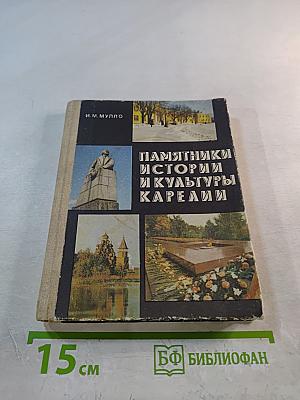 И. М. МУЛЛО
ПАМЯТНИКИ
ИСТОРИИ
И КУЛЬТУРЫ
КАРЕЛИИ
15 см
БФ БИБЛИОФАН